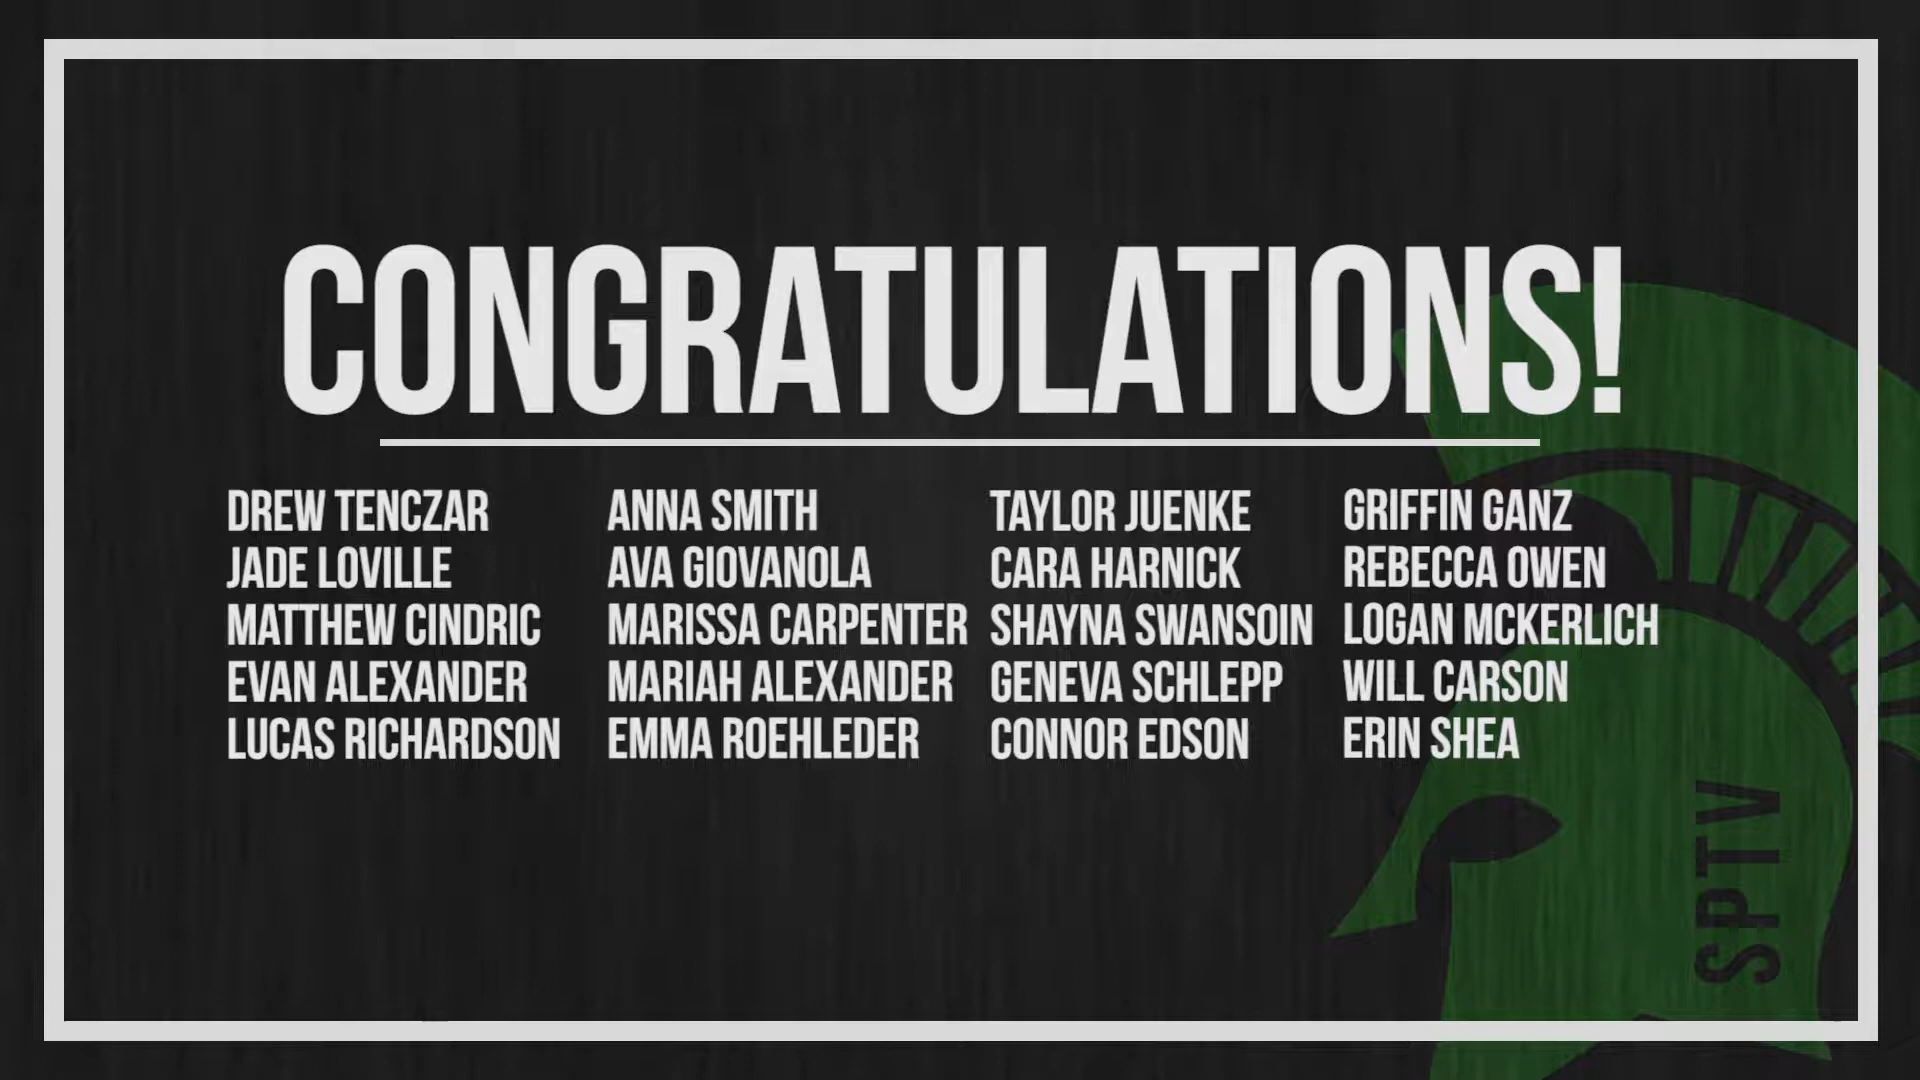 CONGRATULATIONS!
DREW TENCZAR
JADE LOVILLE
MATTHEW CINDRIC
EVAN ALEXANDER
LUCAS RICHARDSON
ANNA SMITH
AVA GIOVANOLA
MARISSA CARPENTER
MARIAH ALEXANDER
EMMA ROEHLEDER
TAYLOR JUENKE
CARA HARNICK
SHAYNA SWANSOIN
GENEVA SCHLEPP
CONNOR EDSON
GRIFFIN GANZ
REBECCA OWEN
LOGAN MCKERLICH
WILL CARSON
ERIN SHEA
SPTV